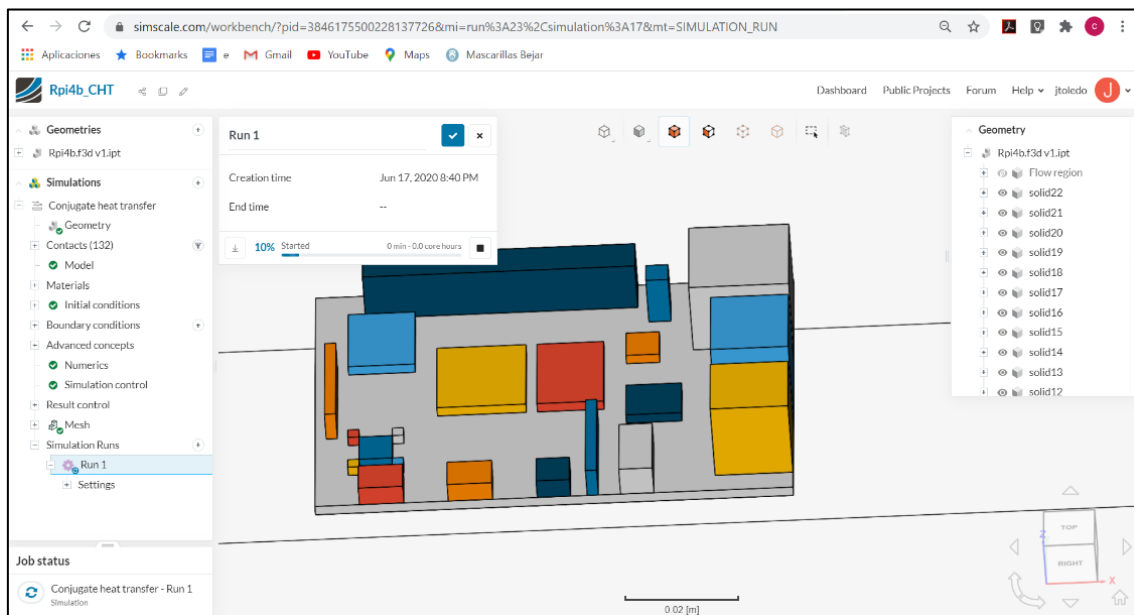 simscale.com/workbench/?pid=3846175500228137726&mi=run%3A23%2Csimulation%3A17&mt=SIMULATION_RUN
C
Aplicaciones Bookmarks e Gmail YouTube Maps Mascarillas Bejar
Rpi4b_CHT
Dashboard Public Projects Forum Help jtoledo J
Geometries
Rpi4b.f3d v1.ipt
Simulations
Conjugate heat transfer
Geometry
Contacts (132)
Model
Materials
Initial conditions
Boundary conditions
Advanced concepts
Numerics
Simulation control
Result control
Mesh
Simulation Runs
Run 1
Settings
Job status
Conjugate heat transfer - Run 1
Simulation
Run 1
Creation time Jun 17, 2020 8:40 PM
End time --
10% Started 0 min - 0.0 core hours
Geometry
Rpi4b.f3d v1.ipt
Flow region
solid22
solid21
solid20
solid19
solid18
solid17
solid16
solid15
solid14
solid13
solid12
TOP
Z
RIGHT
X
0.02 [m]